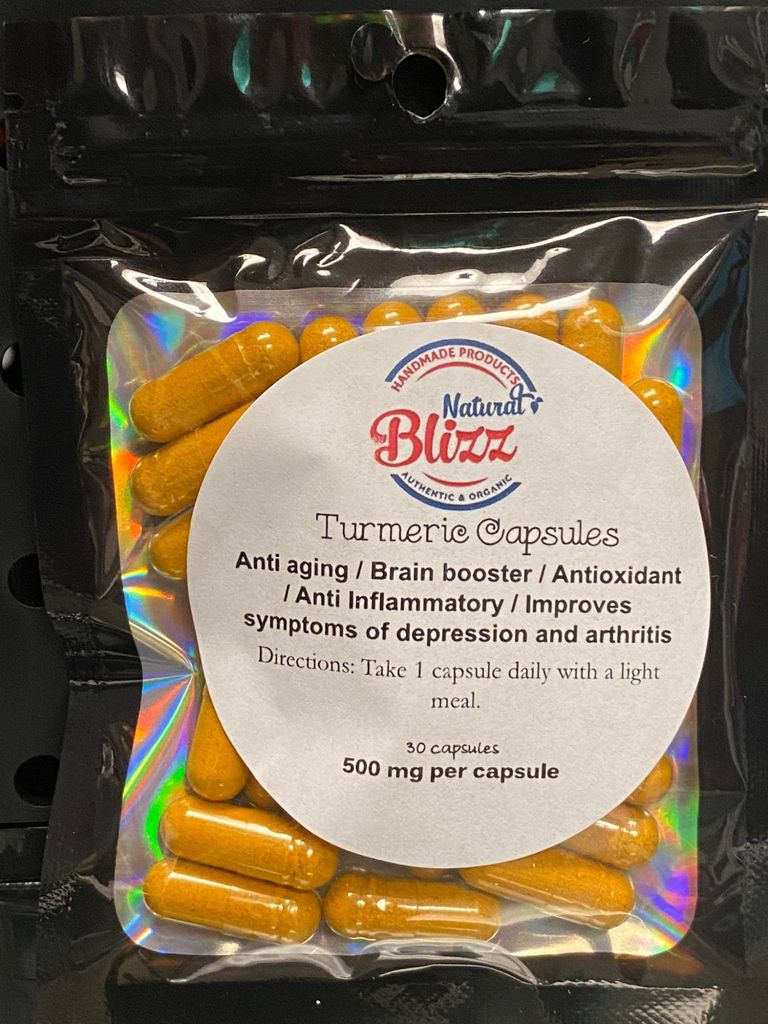 HANDMADE PRODUCTS
Natural
Blizz
AUTHENTIC & ORGANIC
Turmeric Capsules
Anti aging / Brain booster / Antioxidant
/ Anti Inflammatory / Improves
symptoms of depression and arthritis
Directions: Take 1 capsule daily with a light
meal.
30 capsules
500 mg per capsule